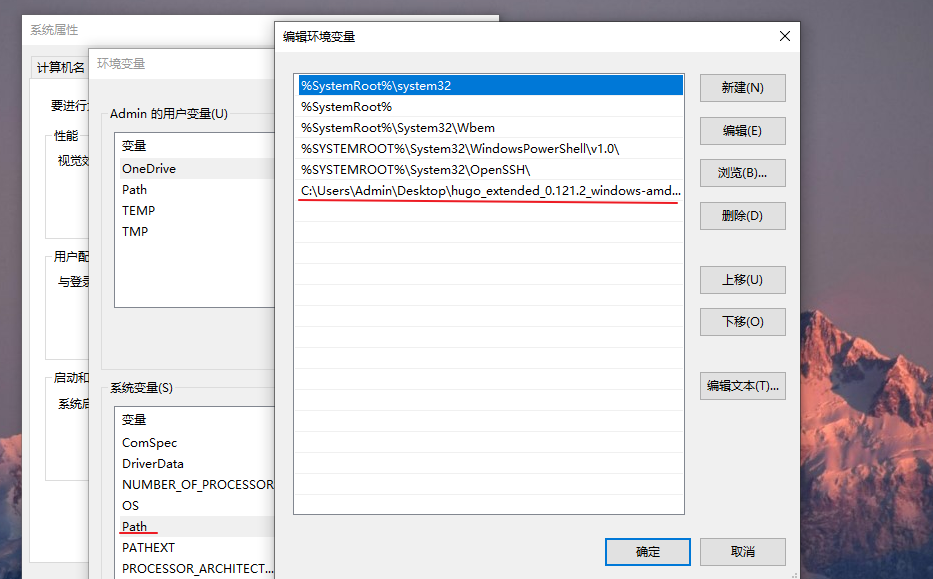 系统属性
计算机名
要进行
性能
视觉效
用户配
与登录
启动和
系统启
环境变量
Admin 的用户变量(U)
变量
OneDrive
Path
TEMP
TMP
系统变量(S)
变量
ComSpec
DriverData
NUMBER_OF_PROCESSOR
OS
Path
PATHEXT
PROCESSOR_ARCHITECT...
编辑环境变量
%SystemRoot%\system32
%SystemRoot%
%SystemRoot%\System32\Wbem
%SYSTEMROOT%\System32\WindowsPowerShell\v1.0\
%SYSTEMROOT%\System32\OpenSSH\
C:\Users\Admin\Desktop\hugo_extended_0.121.2_windows-amd...
新建(N)
编辑(E)
浏览(B)...
删除(D)
上移(U)
下移(O)
编辑文本(T)...
确定
取消